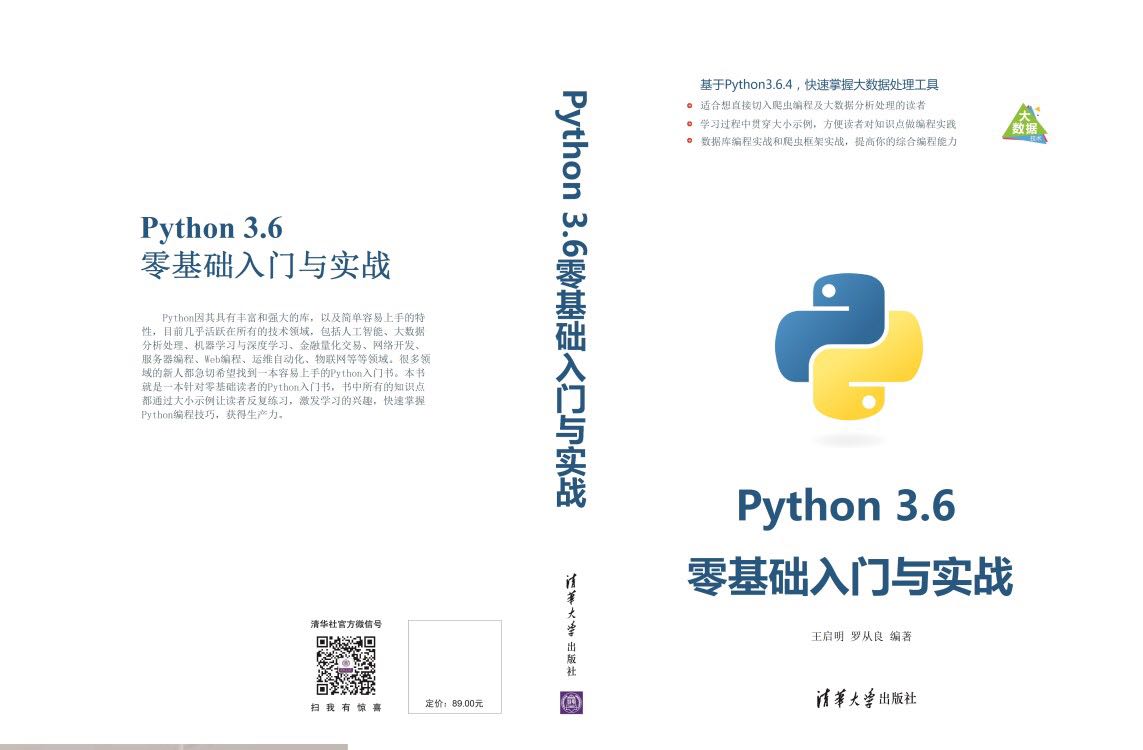 Python 3.6
零基础入门与实战
Python因其具有丰富和强大的库，以及简单容易上手的特
性，目前几乎活跃在所有的技术领域，包括人工智能、大数据
分析处理、机器学习与深度学习、金融量化交易、网络开发、
服务器编程、Web编程、运维自动化、物联网等等领域。很多领
域的新人都急切希望找到一本容易上手的Python入门书。本书
就是一本针对零基础读者的Python入门书，书中所有的知识点
都通过大小示例让读者反复练习，激发学习的兴趣，快速掌握
Python编程技巧，获得生产力。
清华社官方微信号
扫我有惊喜
定价：89.00元
Python 3.6零基础入门与实战
清华大学出版社
基于Python3.6.4，快速掌握大数据处理工具
适合想直接切入爬虫编程及大数据分析处理的读者
学习过程中贯穿大小示例，方便读者对知识点做编程实践
数据库编程实战和爬虫框架实战，提高你的综合编程能力
大
数据
技术
Python 3.6
零基础入门与实战
王启明 罗从良 编著
清华大学出版社